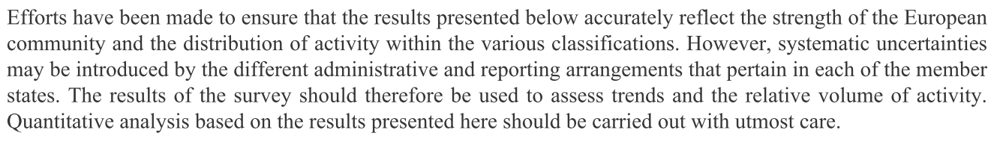 Efforts have been made to ensure that the results presented below accurately reflect the strength of the European
community and the distribution of activity within the various classifications. However, systematic uncertainties
may be introduced by the different administrative and reporting arrangements that pertain in each of the member
states. The results of the survey should therefore be used to assess trends and the relative volume of activity.
Quantitative analysis based on the results presented here should be carried out with utmost care.